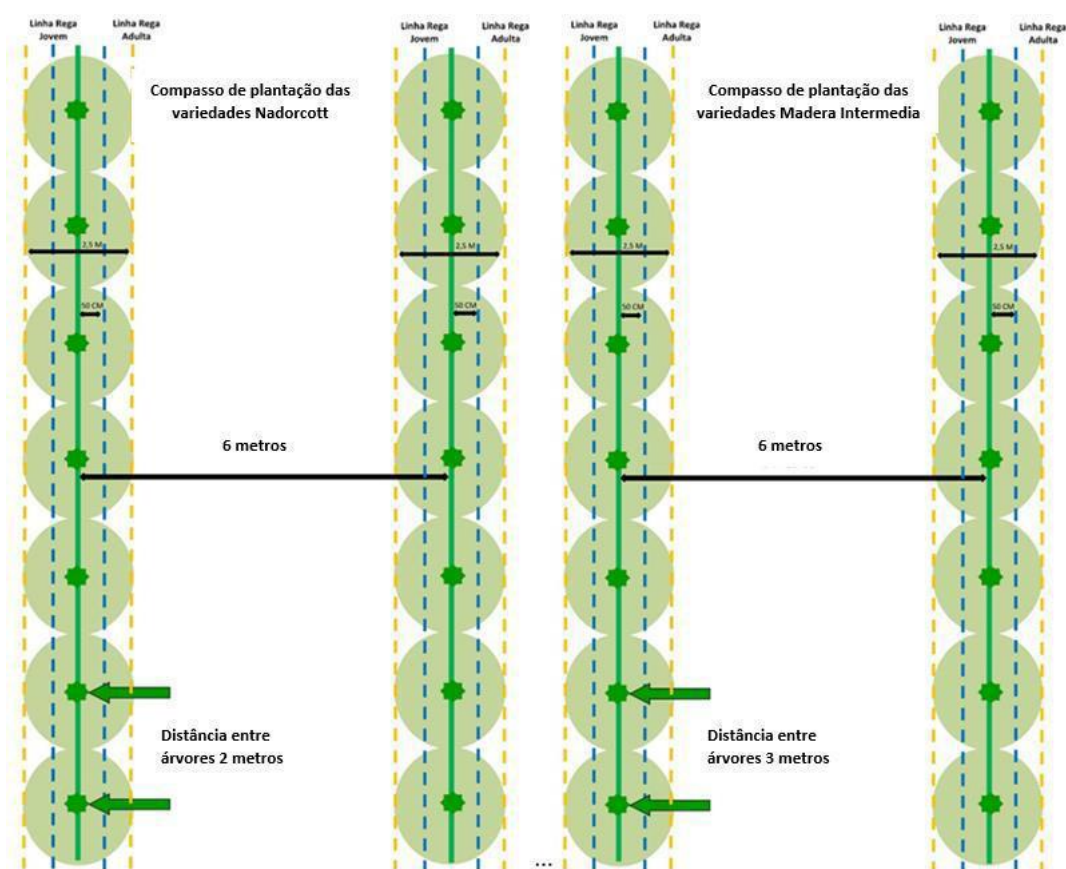 Linha Rega
Jovem
Linha Rega
Adulta
Linha Rega
Jovem
Linha Rega
Adulta
Linha Rega
Jovem
Linha Rega
Adulta
Linha Rega
Jovem
Linha Rega
Adulta
Compasso de plantação das
variedades Nadorcott
Compasso de plantação das
variedades Madera Intermedia
2,5 M
2,5 M
2,5 M
2,5 M
50 CM
50 CM
50 CM
50 CM
6 metros
6 metros
Distância entre
árvores 2 metros
Distância entre
árvores 3 metros
...